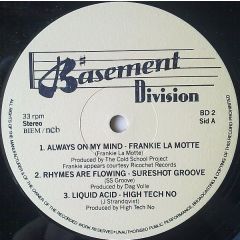 Basement
Division
33 rpm
Stereo
BIEM / ncb
BD 2
Sid A
1. ALWAYS ON MY MIND - FRANKIE LA MOTTE
(Frankie La Motte)
Produced by The Cold School Project
Frankie appears courtesy Ricochet Records
2. RHYMES ARE FLOWING - SURESHOT GROOVE
(SS Groove)
Produced by Dag Volle
3. LIQUID ACID - HIGH TECH NO
(J Strandqvist)
Produced by High Tech No